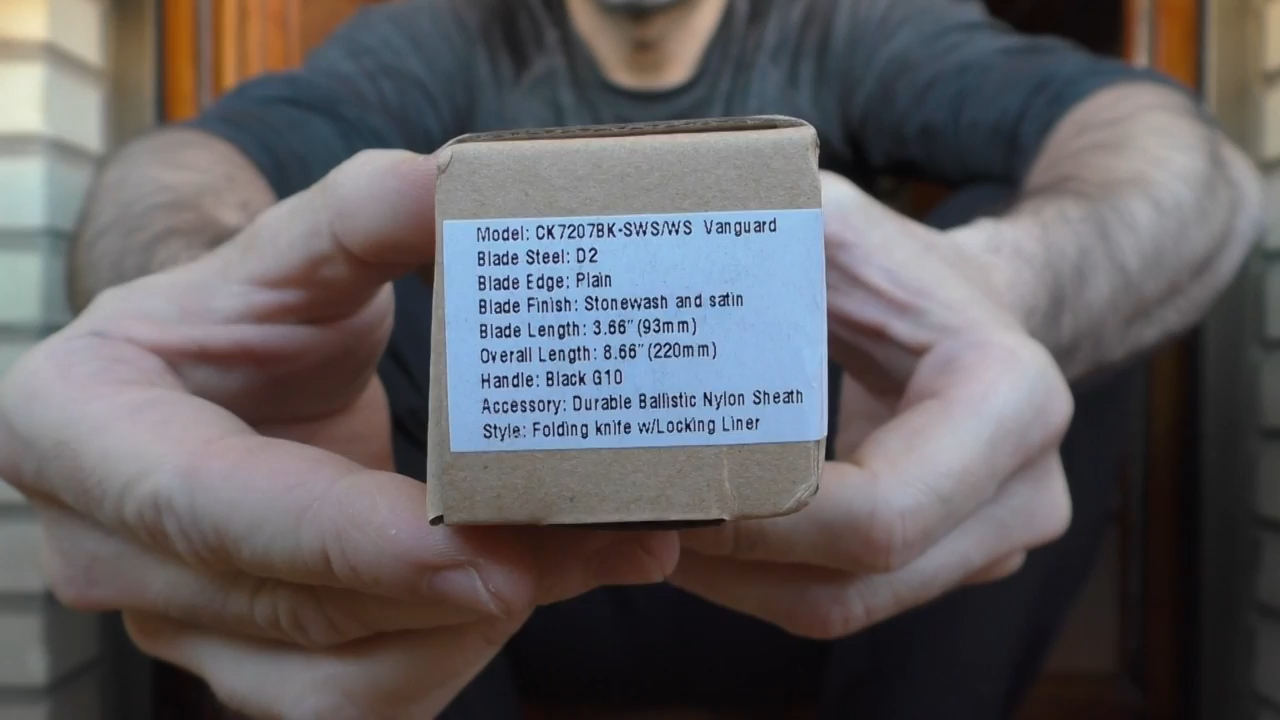 Model: CK7207BK-SWS/WS Vanguard
Blade Steel: D2
Blade Edge: Plain
Blade Finish: Stonewash and satin
Blade Length: 3.66"(93mm)
Overall Length: 8.66"(220mm)
Handle: Black G10
Accessory: Durable Ballistic Nylon Sheath
Style: Folding knife w/Locking Liner